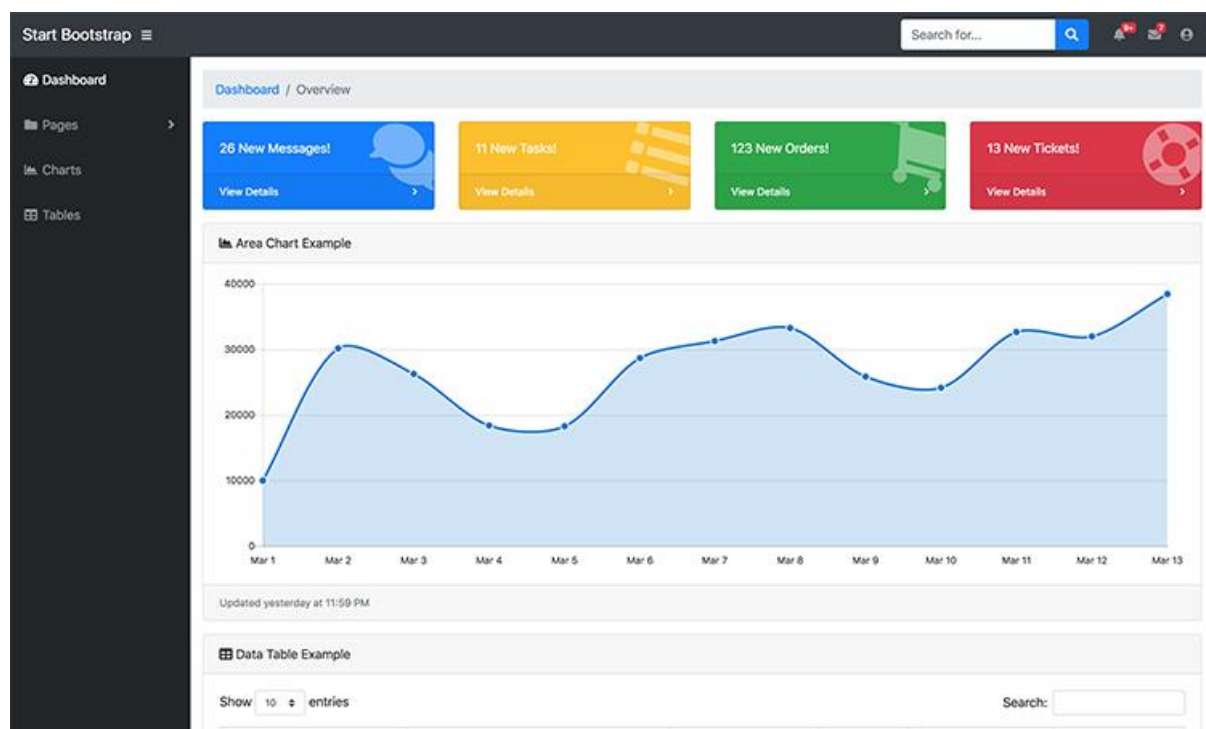 Start Bootstrap
Search for...
9+
7
Dashboard
Pages
Charts
Tables
Dashboard / Overview
26 New Messages!
View Details
11 New Tasks!
View Details
123 New Orders!
View Details
13 New Tickets!
View Details
Area Chart Example
40000
30000
20000
10000
0
Mar 1 Mar 2 Mar 3 Mar 4 Mar 5 Mar 6 Mar 7 Mar 8 Mar 9 Mar 10 Mar 11 Mar 12 Mar 13
Updated yesterday at 11:59 PM
Data Table Example
Show 10 entries
Search: